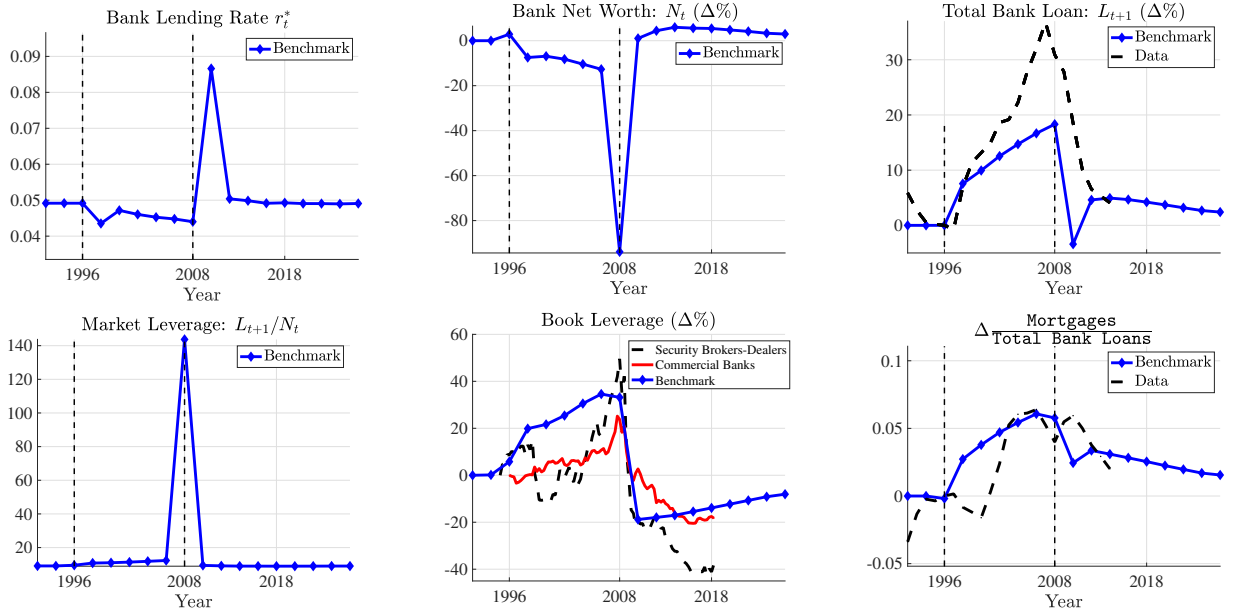 Bank Lending Rate r*t
Benchmark
0.09
0.08
0.07
0.06
0.05
0.04
1996 2008 2018
Year
Bank Net Worth: Nt (Δ%)
Benchmark
0
-20
-40
-60
-80
1996 2008 2018
Total Bank Loan: Lt+1 (Δ%)
Benchmark
Data
30
20
10
0
1996 2008 2018
Year
Market Leverage: Lt+1/Nt
Benchmark
140
120
100
80
60
40
20
1996 2008 2018
Year
Book Leverage (Δ%)
Security Brokers-Dealers
Commercial Banks
Benchmark
60
40
20
0
-20
-40
1996 2008 2018
Year
Δ Mortgages
Total Bank Loans
Benchmark
Data
0.1
0.05
0
-0.05
1996 2008 2018
Year